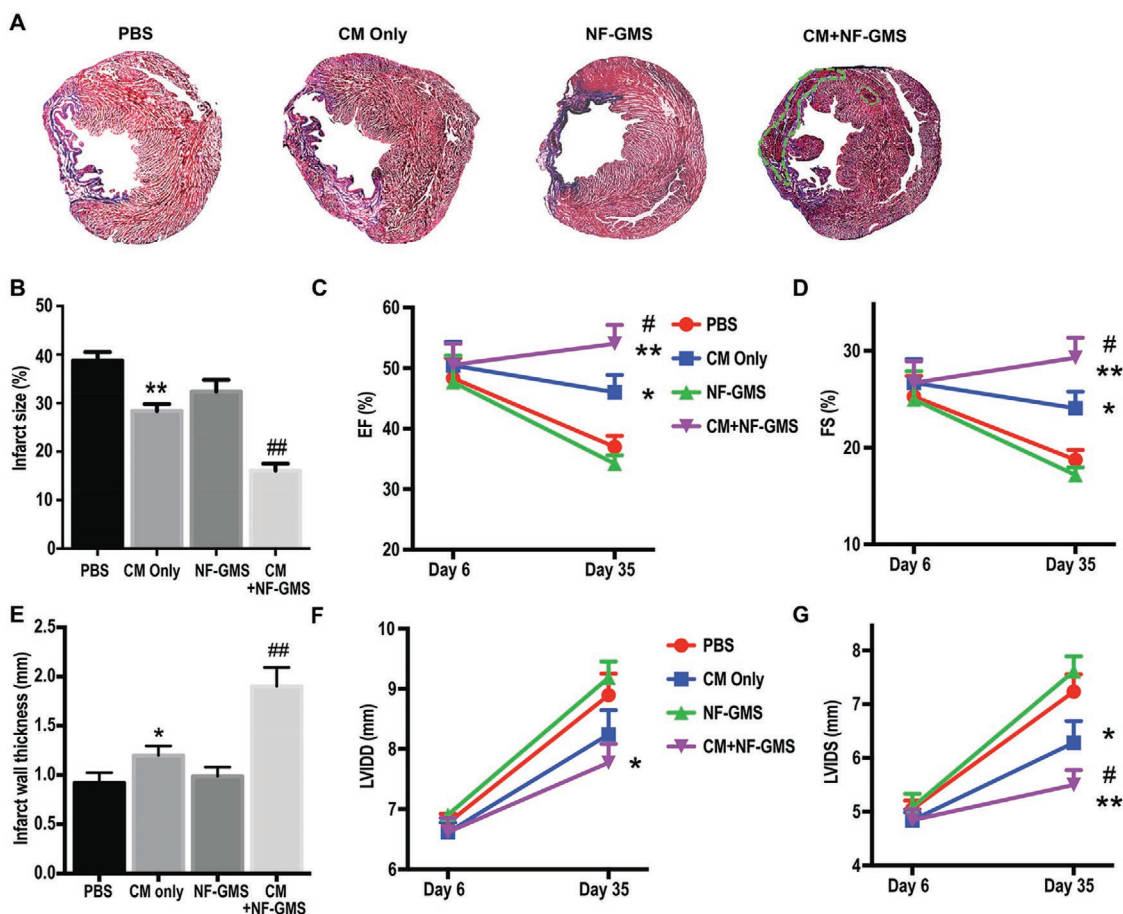 A
PBS
CM Only
NF-GMS
CM+NF-GMS
B
Infarct size (%)
50
40
30
20
10
0
**
##
PBS
CM Only
NF-GMS
CM
+NF-GMS
C
EF (%)
60
50
40
30
20
#
**
*
Day 6
Day 35
PBS
CM Only
NF-GMS
CM+NF-GMS
D
FS (%)
30
20
10
#
**
*
Day 6
Day 35
E
Infarct wall thickness (mm)
2.5
2.0
1.5
1.0
0.5
0.0
*
##
PBS
CM only
NF-GMS
CM
+NF-GMS
F
LVIDD (mm)
10
9
8
7
6
*
Day 6
Day 35
PBS
CM Only
NF-GMS
CM+NF-GMS
G
LVIDS (mm)
8
7
6
5
4
*
#
**
Day 6
Day 35